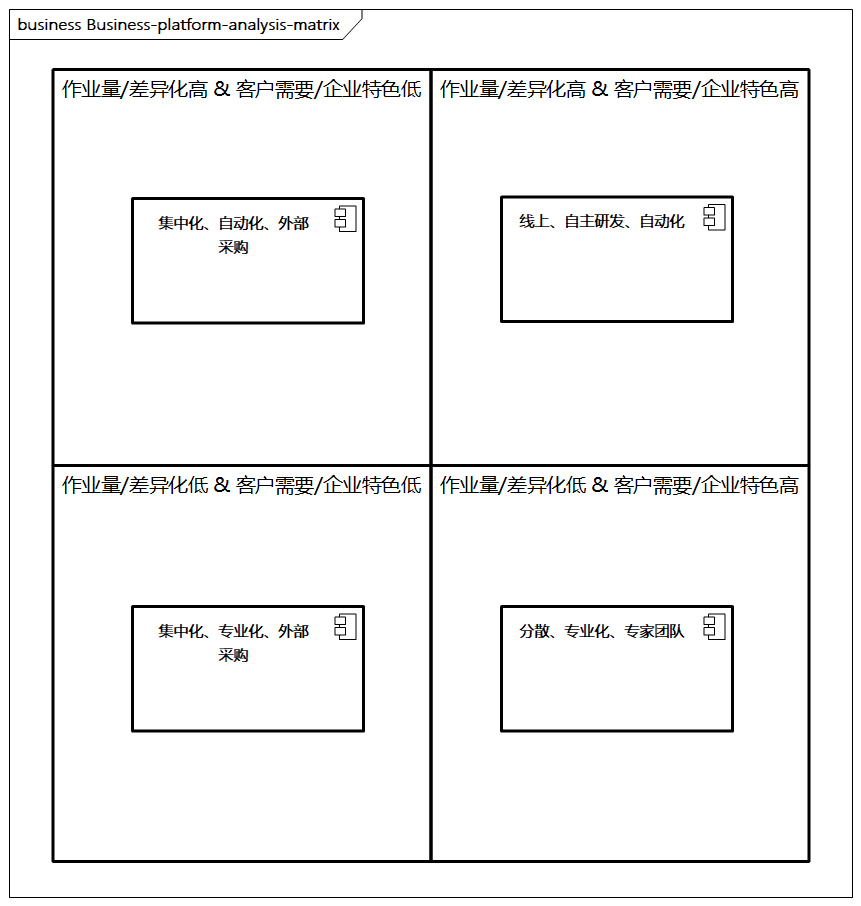 business Business-platform-analysis-matrix
作业量/差异化高 & 客户需要/企业特色低
作业量/差异化高 & 客户需要/企业特色高
集中化、自动化、外部
采购
线上、自主研发、自动化
作业量/差异化低 & 客户需要/企业特色低
作业量/差异化低 & 客户需要/企业特色高
集中化、专业化、外部
采购
分散、专业化、专家团队